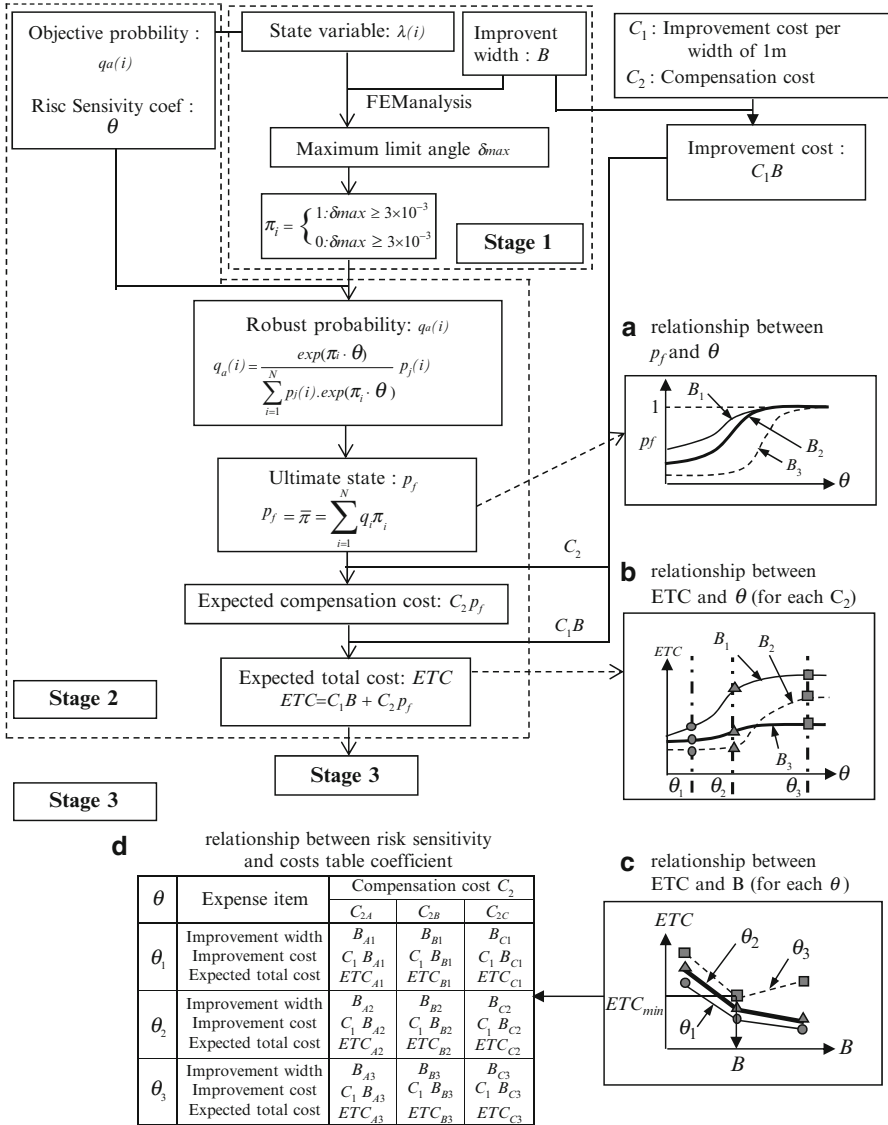 Objective probbility :
qa(i)
Risc Sensivity coef :
θ
State variable: λ(i)
Improvent
width : B
C1 : Improvement cost per
width of 1m
C2 : Compensation cost
FEManalysis
Maximum limit angle δmax
Improvement cost :
C1B
πi = { 1:δmax ≥ 3×10−3
0:δmax ≥ 3×10−3
Stage 1
Robust probability: qa(i)
qa(i) = exp(πi · θ) / ∑ i=1 N pj(i).exp(πi · θ) pj(i)
a relationship between
pf and θ
1
pf
B1
B2
B3
θ
Ultimate state : pf
pf = π̄ = ∑ i=1 N qiπi
C2
Expected compensation cost: C2pf
C1B
Expected total cost: ETC
ETC=C1B + C2pf
Stage 2
Stage 3
Stage 3
b relationship between
ETC and θ (for each C2)
ETC
B1
B2
B3
θ1 θ2 θ3
θ
c relationship between
ETC and B (for each θ)
ETC
θ2
θ3
ETCmin
θ1
B
B
d relationship between risk sensitivity
and costs table coefficient
θ Expense item Compensation cost C2
C2A C2B C2C
θ1
Improvement width BA1 BB1 BC1
Improvement cost C1 BA1 C1 BB1 C1 BC1
Expected total cost ETCA1 ETCB1 ETCC1
θ2
Improvement width BA2 BB2 BC2
Improvement cost C1 BA2 C1 BB2 C1 BC2
Expected total cost ETCA2 ETCB2 ETCC2
θ3
Improvement width BA3 BB3 BC3
Improvement cost C1 BA3 C1 BB3 C1 BC3
Expected total cost ETCA3 ETCB3 ETCC3